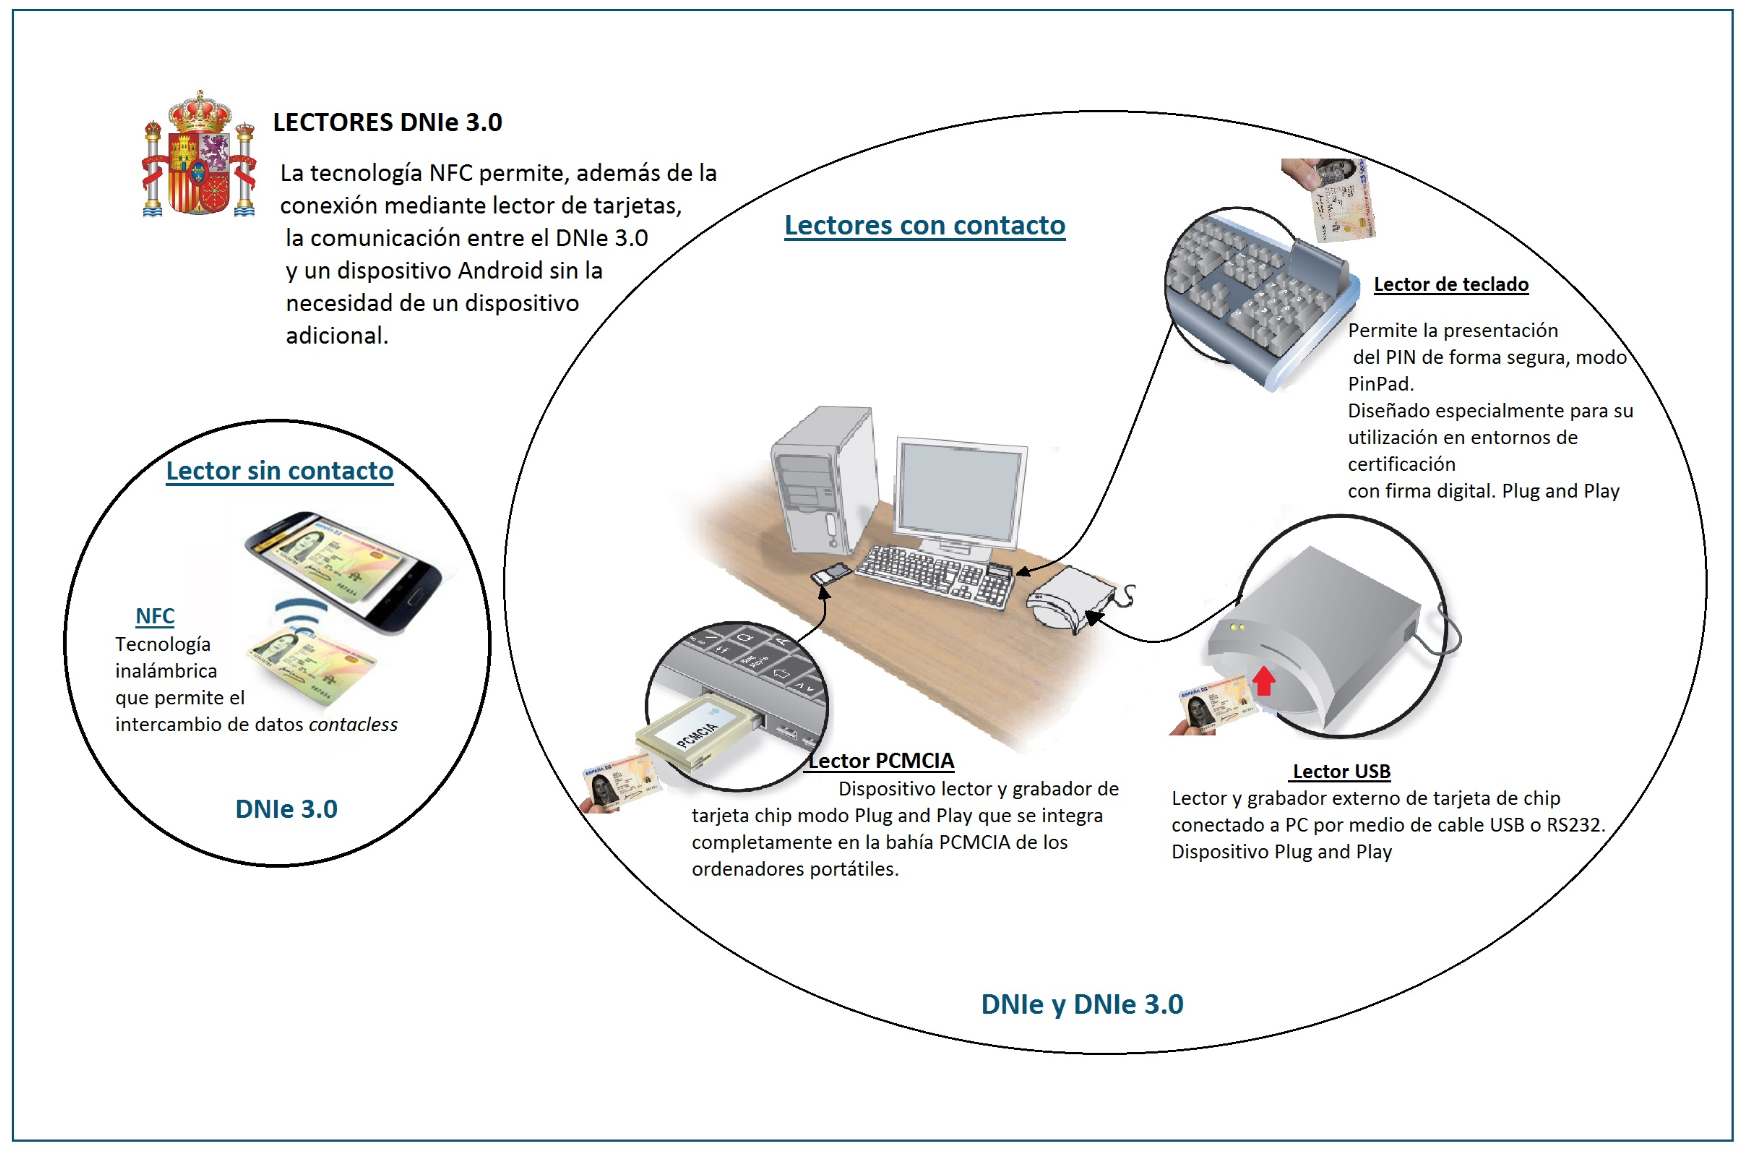 LECTORES DNIe 3.0
La tecnología NFC permite, además de la
conexión mediante lector de tarjetas,
la comunicación entre el DNIe 3.0
y un dispositivo Android sin la
necesidad de un dispositivo
adicional.
Lector sin contacto
NFC
Tecnología
inalámbrica
que permite el
intercambio de datos contacless
DNIe 3.0
Lectores con contacto
Lector de teclado
Permite la presentación
del PIN de forma segura, modo
PinPad.
Diseñado especialmente para su
utilización en entornos de
certificación
con firma digital. Plug and Play
PCMCIA
Lector PCMCIA
Dispositivo lector y grabador de
tarjeta chip modo Plug and Play que se integra
completamente en la bahía PCMCIA de los
ordenadores portátiles.
Lector USB
Lector y grabador externo de tarjeta de chip
conectado a PC por medio de cable USB o RS232.
Dispositivo Plug and Play
DNIe y DNIe 3.0